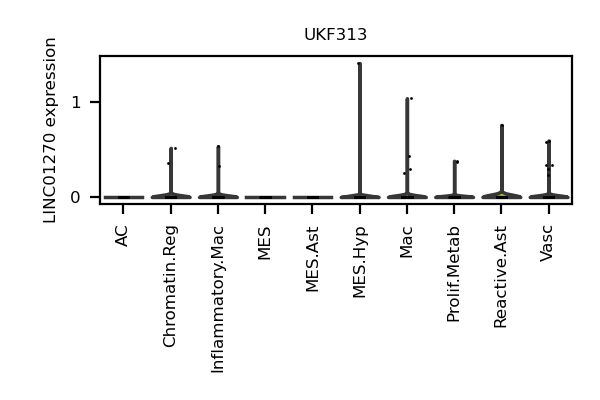 UKF313
LINC01270 expression
1
0
AC
Chromatin.Reg
Inflammatory.Mac
MES
MES.Ast
MES.Hyp
Mac
Prolif.Metab
Reactive.Ast
Vasc